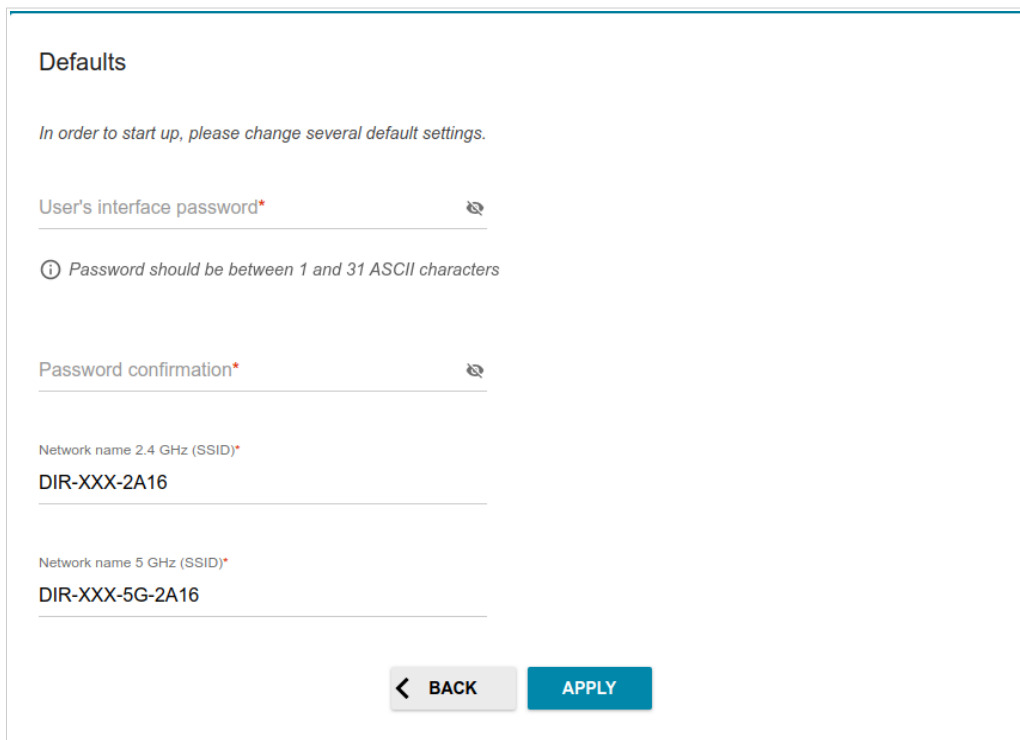 Defaults
In order to start up, please change several default settings.
User's interface password*
Password should be between 1 and 31 ASCII characters
Password confirmation*
Network name 2.4 GHz (SSID)*
DIR-XXX-2A16
Network name 5 GHz (SSID)*
DIR-XXX-5G-2A16
BACK APPLY